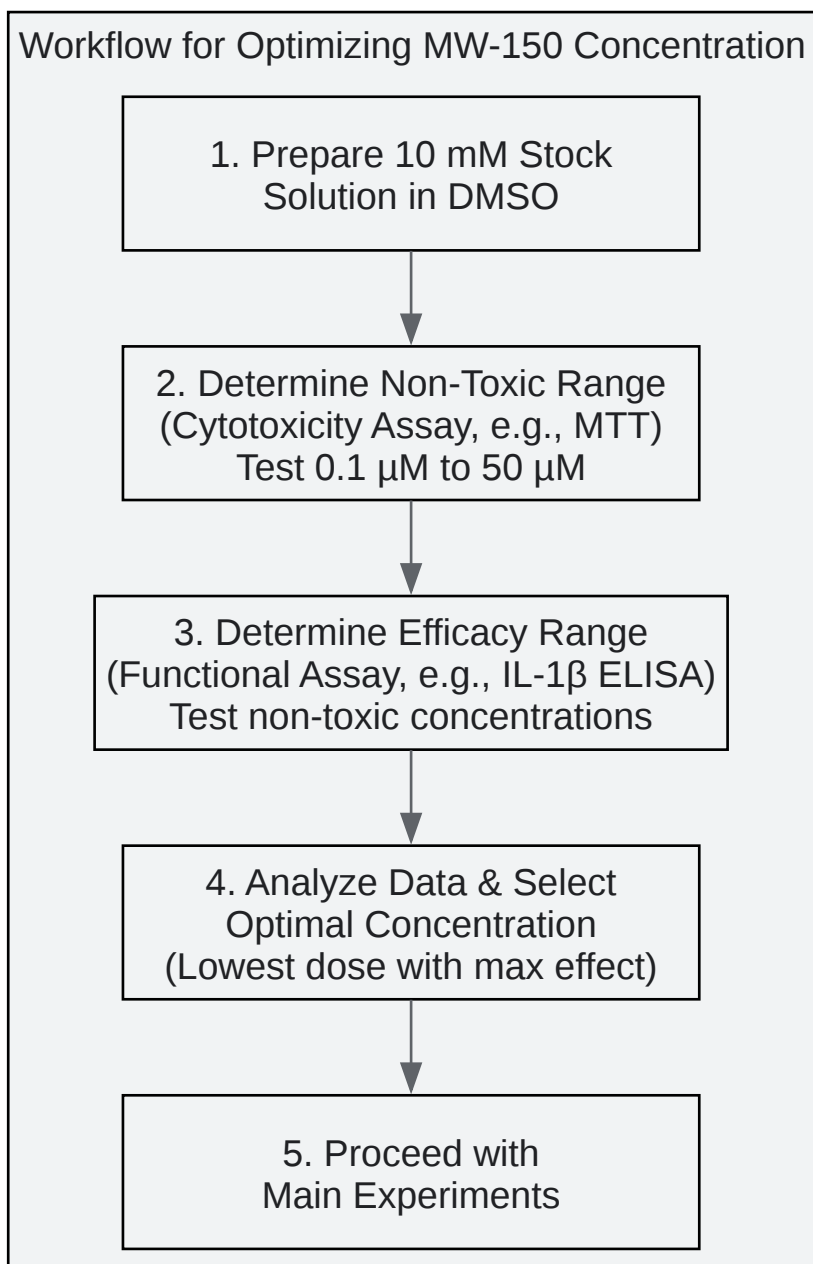 Workflow for Optimizing MW-150 Concentration
1. Prepare 10 mM Stock
Solution in DMSO
2. Determine Non-Toxic Range
(Cytotoxicity Assay, e.g., MTT)
Test 0.1 µM to 50 µM
3. Determine Efficacy Range
(Functional Assay, e.g., IL-1β ELISA)
Test non-toxic concentrations
4. Analyze Data & Select
Optimal Concentration
(Lowest dose with max effect)
5. Proceed with
Main Experiments